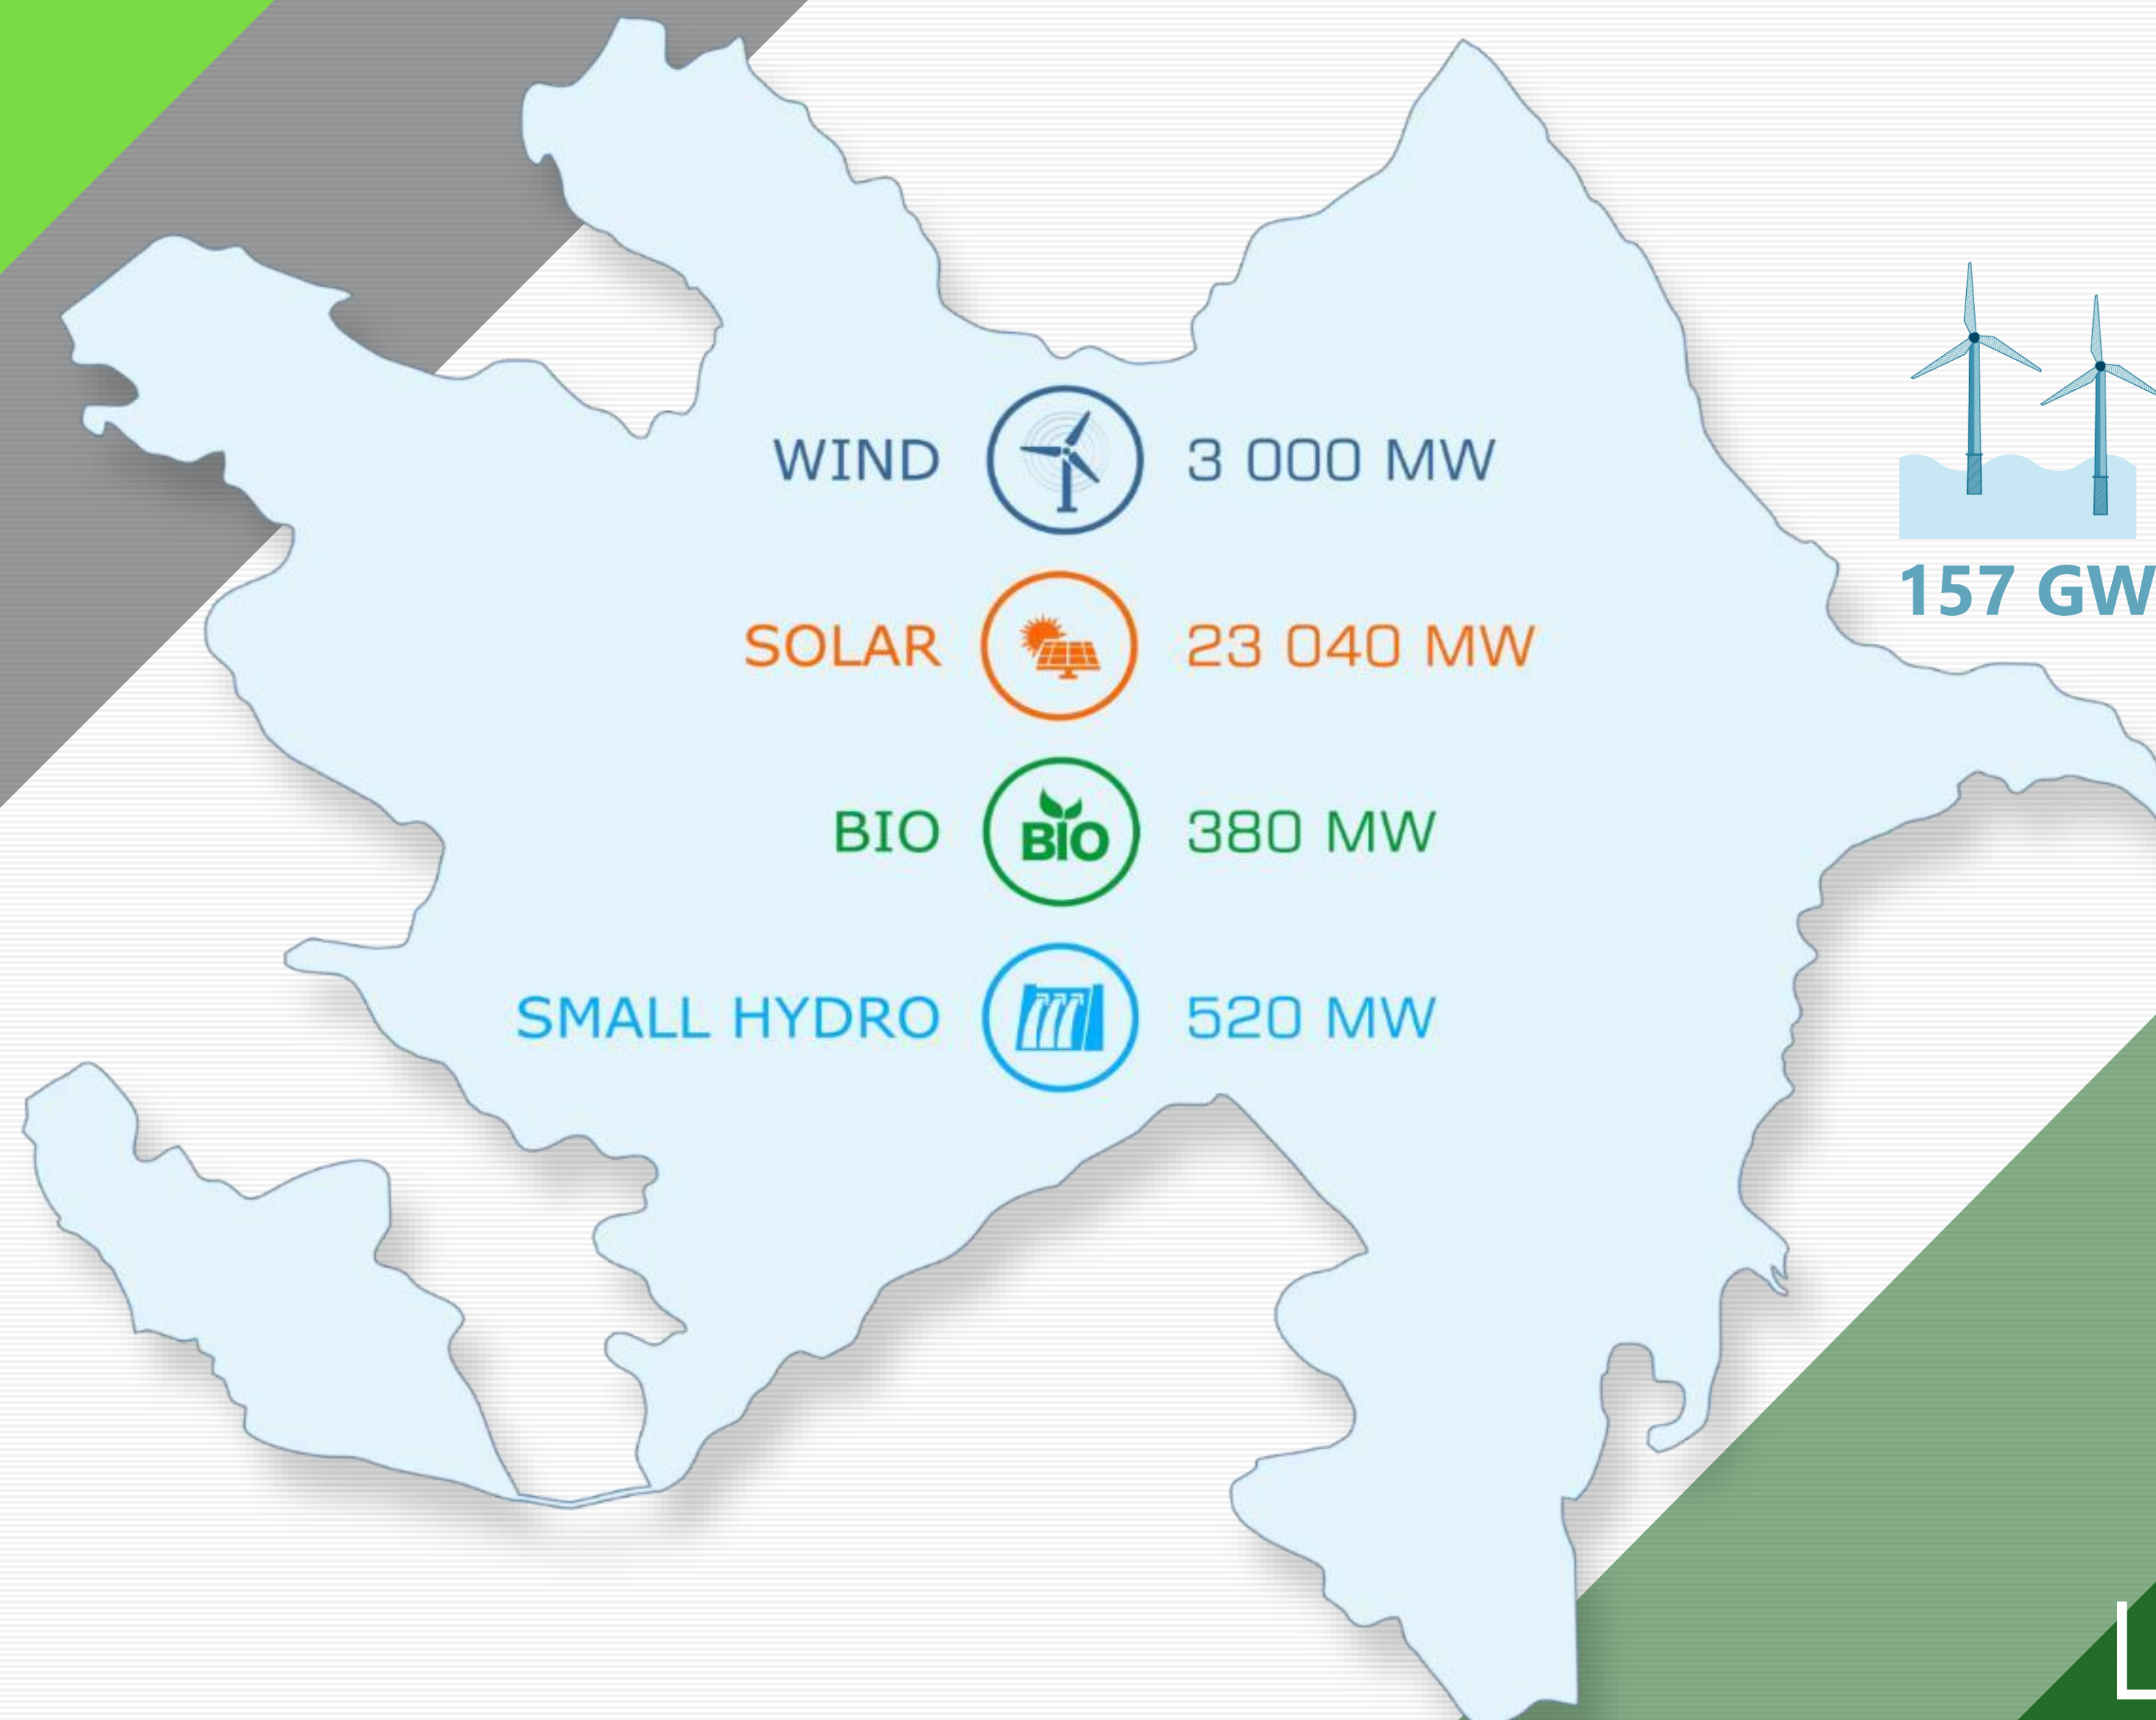 WIND 3 000 MW
157 GW
SOLAR 23 040 MW
BIO BIO 380 MW
SMALL HYDRO 520 MW